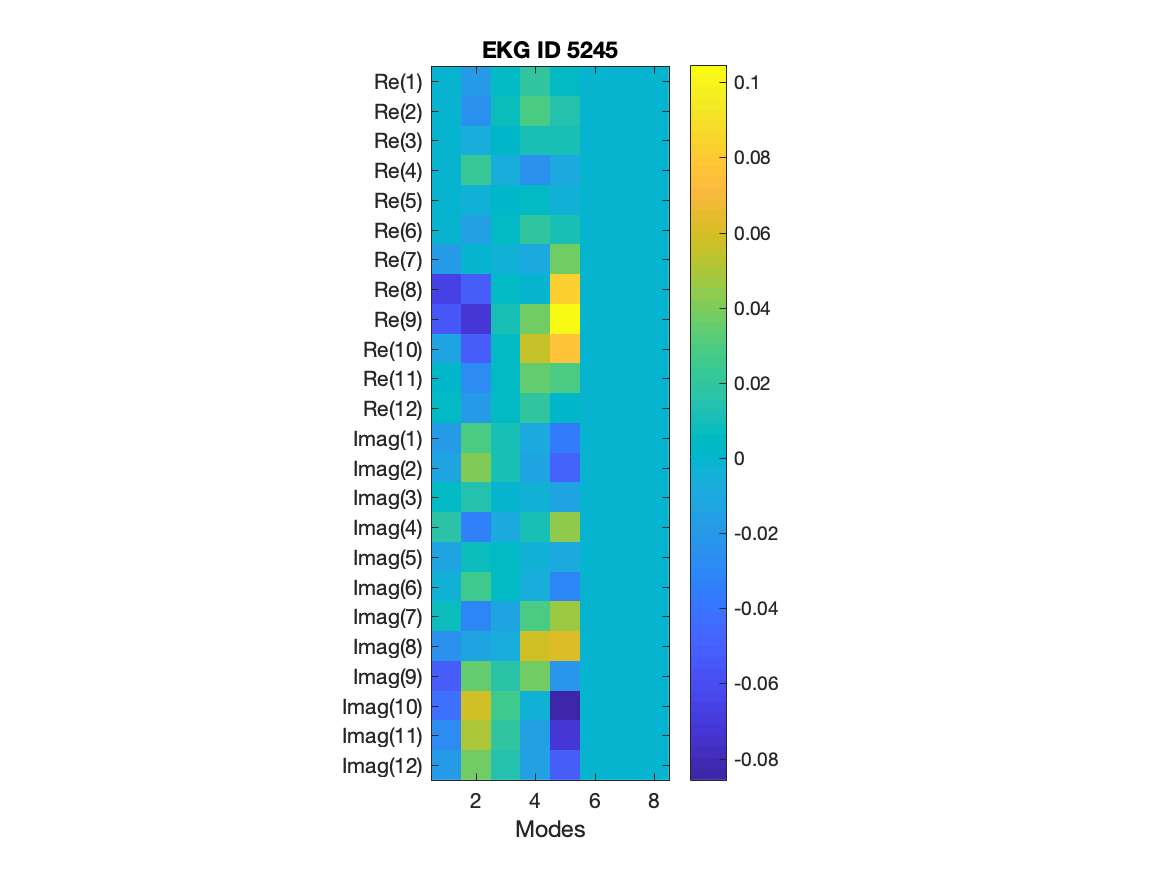 EKG ID 5245
Re(1)
Re(2)
Re(3)
Re(4)
Re(5)
Re(6)
Re(7)
Re(8)
Re(9)
Re(10)
Re(11)
Re(12)
Imag(1)
Imag(2)
Imag(3)
Imag(4)
Imag(5)
Imag(6)
Imag(7)
Imag(8)
Imag(9)
Imag(10)
Imag(11)
Imag(12)
2 4 6 8
Modes
0.1
0.08
0.06
0.04
0.02
0
-0.02
-0.04
-0.06
-0.08